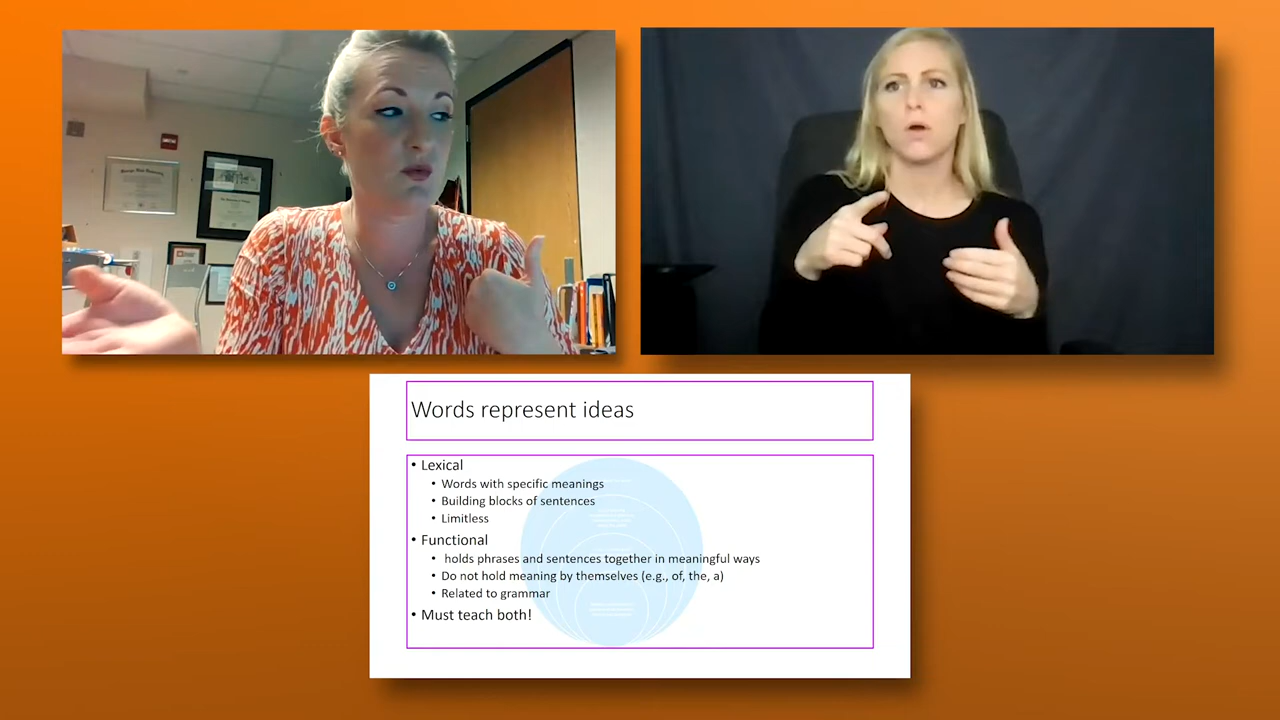 Words represent ideas
• Lexical
• Words with specific meanings
• Building blocks of sentences
• Limitless
• Functional
• holds phrases and sentences together in meaningful ways
• Do not hold meaning by themselves (e.g., of, the, a)
• Related to grammar
• Must teach both!